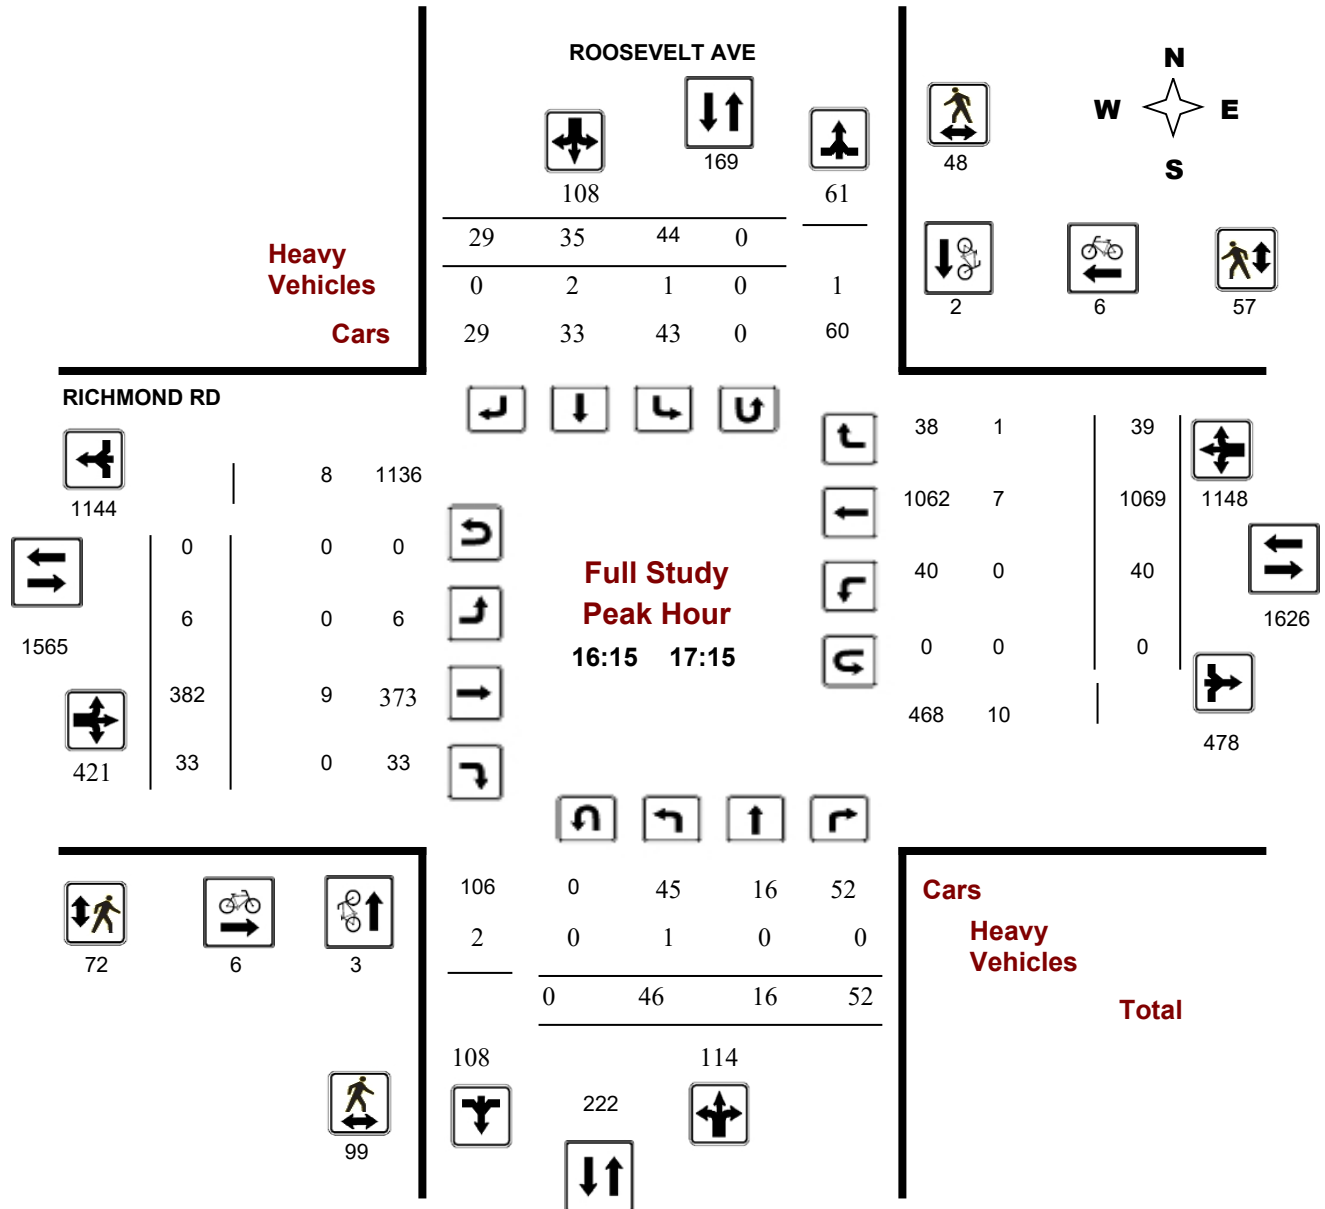 ROOSEVELT AVE
N
W E
S
169
48
108
61
29 35 44 0
Heavy
Vehicles
0 2 1 0 1
2 6 57
Cars
29 33 43 0 60
RICHMOND RD
38 1 39
8 1136
1144
1062 7 1069 1148
0 0 0
Full Study
40 0 40
Peak Hour
6 0 6
1626
1565
16:15 17:15
0 0 0
382 9 373
468 10
478
421
33 0 33
106 0 45 16 52
Cars
2 0 1 0 0
Heavy
Vehicles
72 6 3
0 46 16 52
Total
108 114
222
99